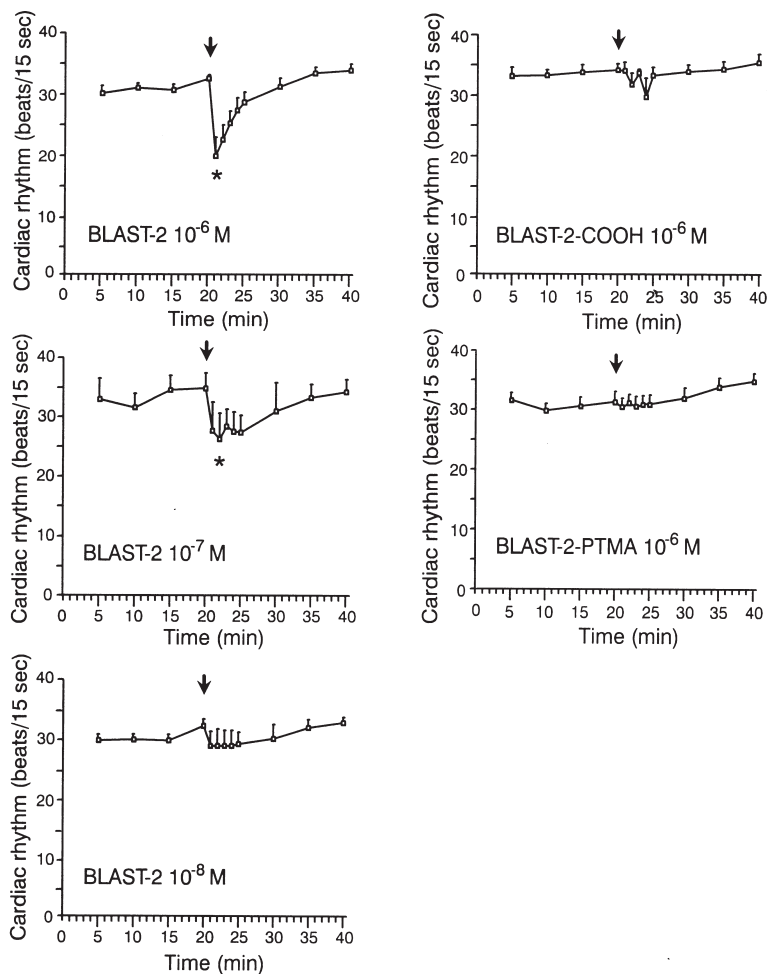 Cardiac rhythm (beats/15 sec)
40
30
20
10
0
BLAST-2 10⁻⁶ M
*
0 5 10 15 20 25 30 35 40
Time (min)
Cardiac rhythm (beats/15 sec)
40
30
20
10
0
BLAST-2-COOH 10⁻⁶ M
0 5 10 15 20 25 30 35 40
Time (min)
Cardiac rhythm (beats/15 sec)
40
30
20
10
0
BLAST-2 10⁻⁷ M
*
0 5 10 15 20 25 30 35 40
Time (min)
Cardiac rhythm (beats/15 sec)
40
30
20
10
0
BLAST-2-PTMA 10⁻⁶ M
0 5 10 15 20 25 30 35 40
Time (min)
Cardiac rhythm (beats/15 sec)
40
30
20
10
0
BLAST-2 10⁻⁸ M
0 5 10 15 20 25 30 35 40
Time (min)